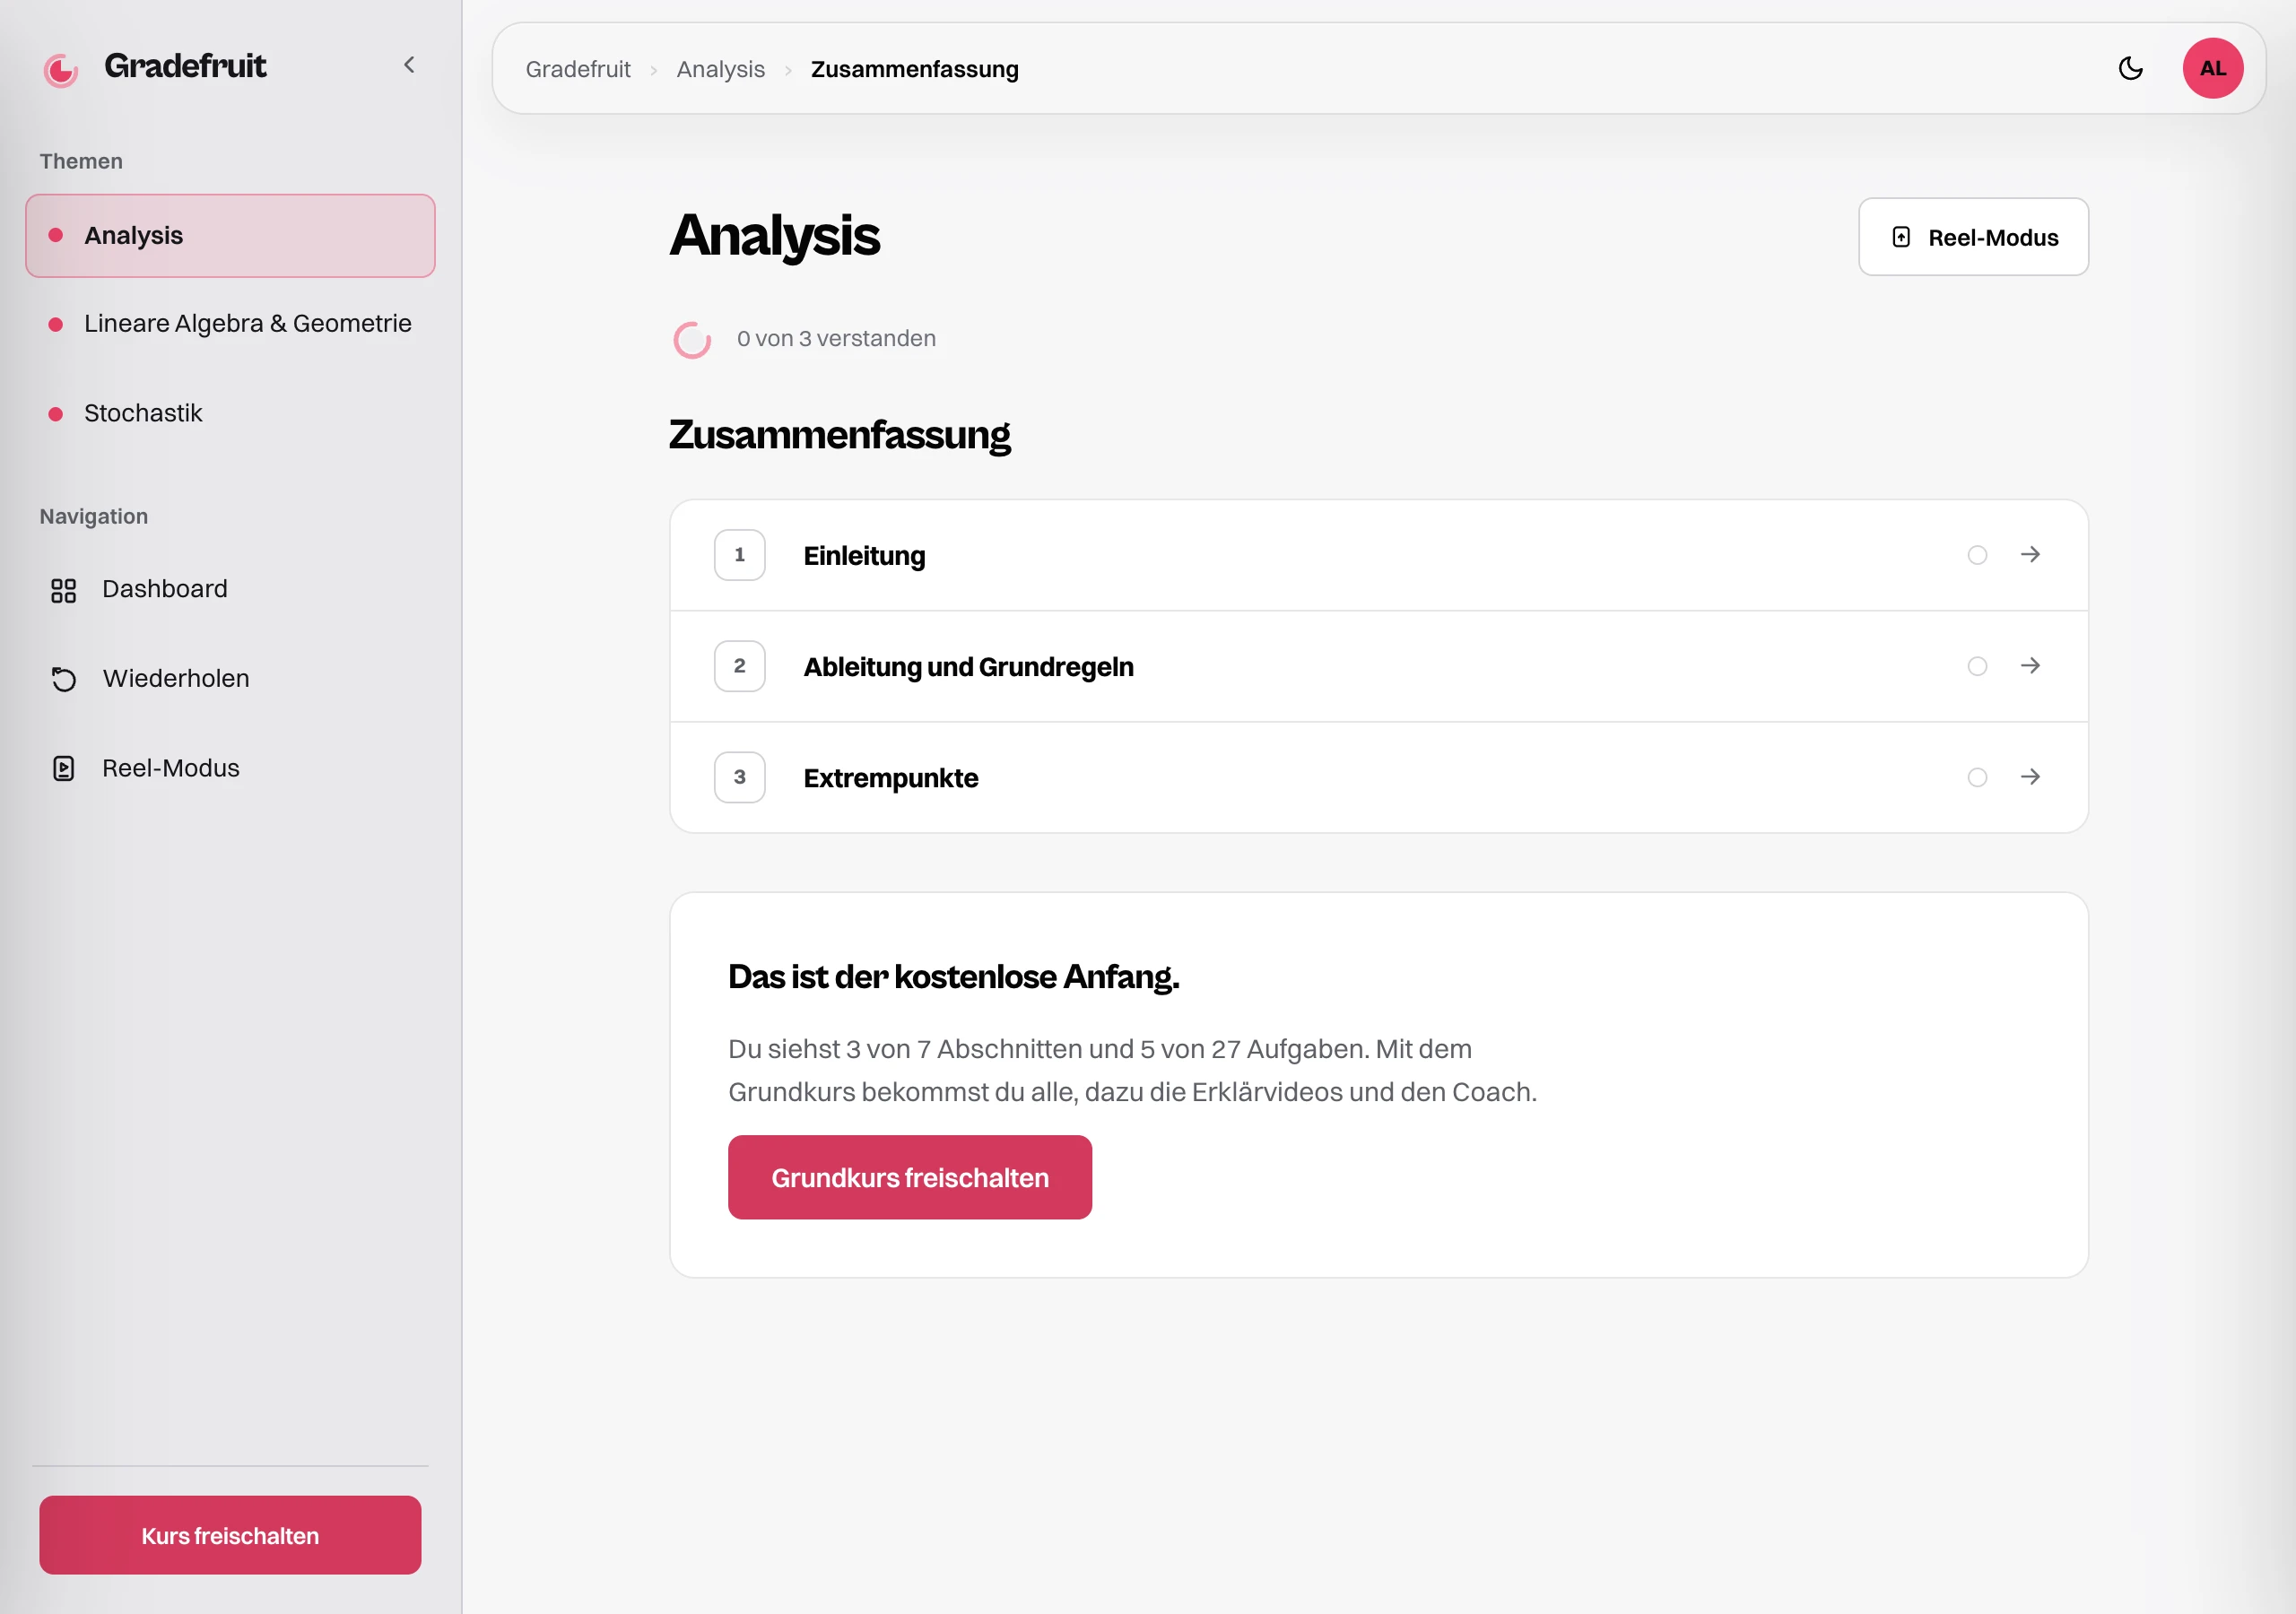 Gradefruit
Themen
Analysis
Lineare Algebra & Geometrie
Stochastik
Navigation
Dashboard
Wiederholen
Reel-Modus
Kurs freischalten
Gradefruit › Analysis › Zusammenfassung
AL
Analysis
Reel-Modus
0 von 3 verstanden
Zusammenfassung
1 Einleitung
2 Ableitung und Grundregeln
3 Extrempunkte
Das ist der kostenlose Anfang.
Du siehst 3 von 7 Abschnitten und 5 von 27 Aufgaben. Mit dem
Grundkurs bekommst du alle, dazu die Erklärvideos und den Coach.
Grundkurs freischalten